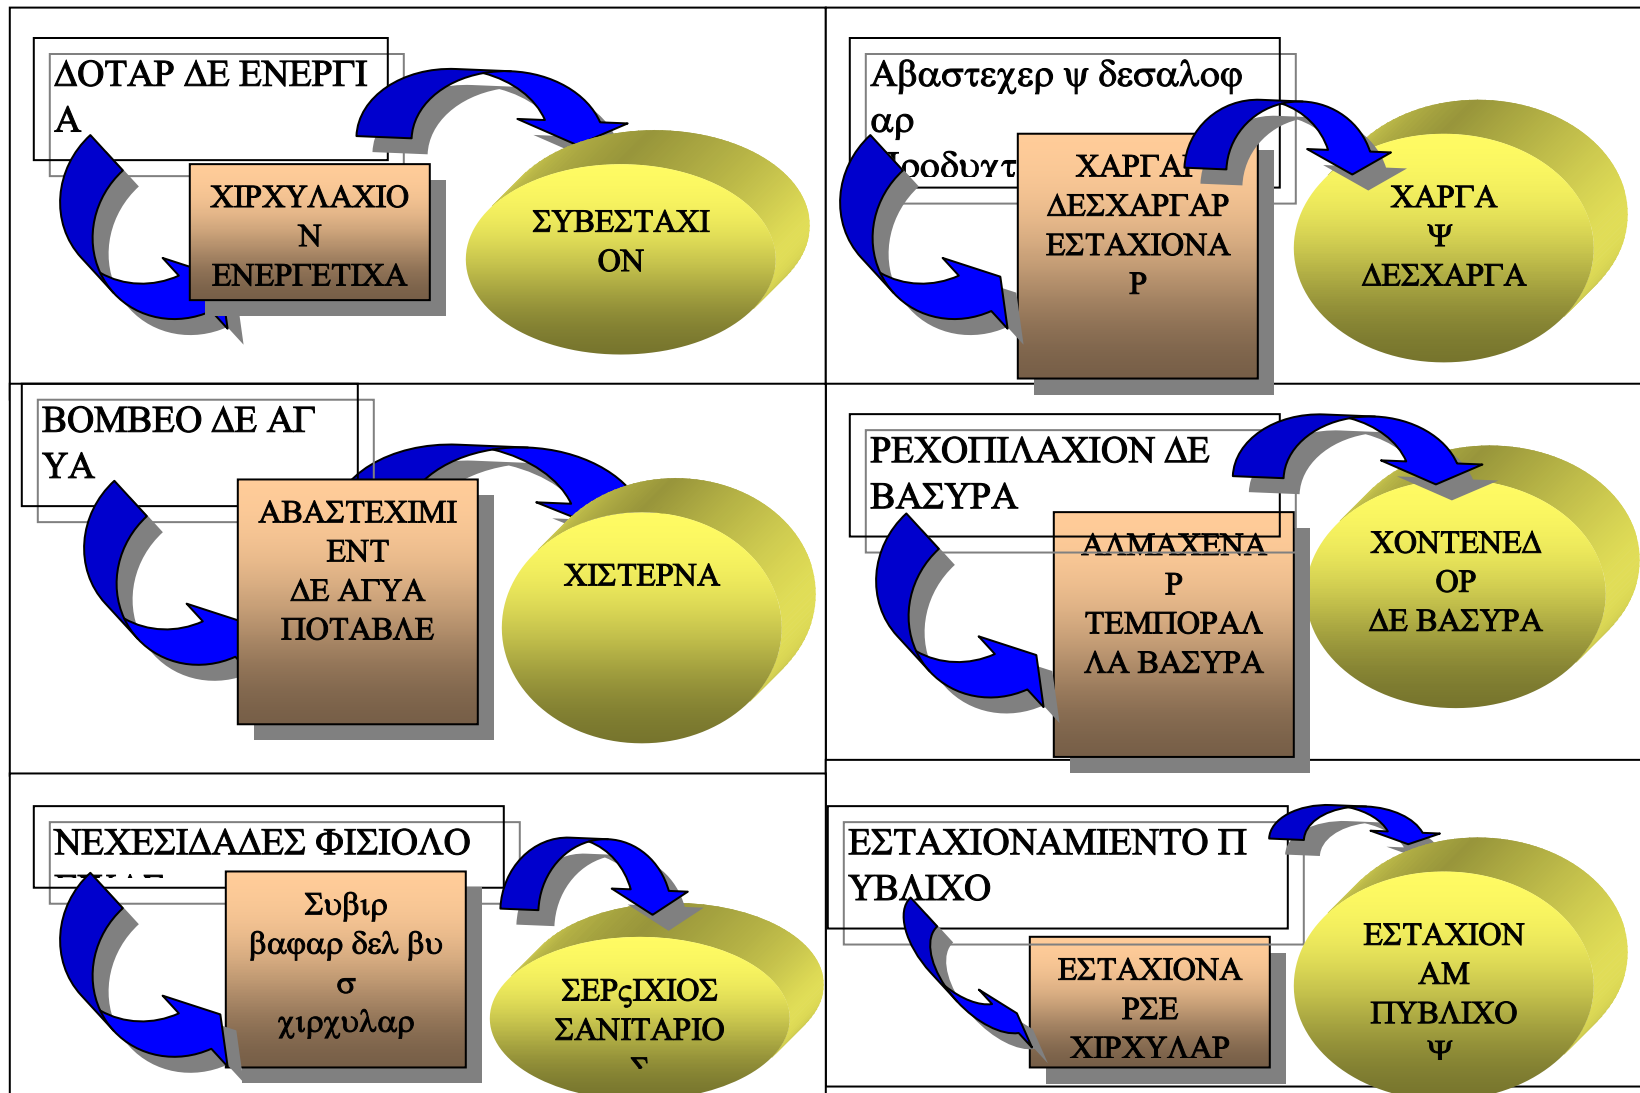 ΔΟΤΑΡ ΔΕ ΕΝΕΡΓΙ
Α
ΧΙΡΧΥΛΑΧΙΟ
Ν
ΕΝΕΡΓΕΤΙΧΑ
ΣΥΒΕΣΤΑΧΙ
ΟΝ
Αβαστεχερ ψ δεσαλοφ
αρ
ΧΑΡΓΑΡ
ΔΕΣΧΑΡΓΑΡ
ΕΣΤΑΧΙΟΝΑ
Ρ
ΧΑΡΓΑ
Ψ
ΔΕΣΧΑΡΓΑ
ΒΟΜΒΕΟ ΔΕ ΑΓ
ΥΑ
ΑΒΑΣΤΕΧΙΜΙ
ΕΝΤ
ΔΕ ΑΓΥΑ
ΠΟΤΑΒΛΕ
ΧΙΣΤΕΡΝΑ
ΡΕΧΟΠΙΛΑΧΙΟΝ ΔΕ
ΒΑΣΥΡΑ
ΑΛΜΑΧΕΝΑ
Ρ
ΤΕΜΠΟΡΑΛ
ΛΑ ΒΑΣΥΡΑ
ΧΟΝΤΕΝΕΔ
ΟΡ
ΔΕ ΒΑΣΥΡΑ
ΝΕΧΕΣΙΔΑΔΕΣ ΦΙΣΙΟΛΟ
Συβιρ
βαφαρ δελ βυ
σ
χιρχυλαρ
ΣΕΡςΙΧΙΟΣ
ΣΑΝΙΤΑΡΙΟ
Σ
ΕΣΤΑΧΙΟΝΑΜΙΕΝΤΟ Π
ΥΒΛΙΧΟ
ΕΣΤΑΧΙΟΝΑ
ΡΣΕ
ΧΙΡΧΥΛΑΡ
ΕΣΤΑΧΙΟΝ
ΑΜ
ΠΥΒΛΙΧΟ
Ψ